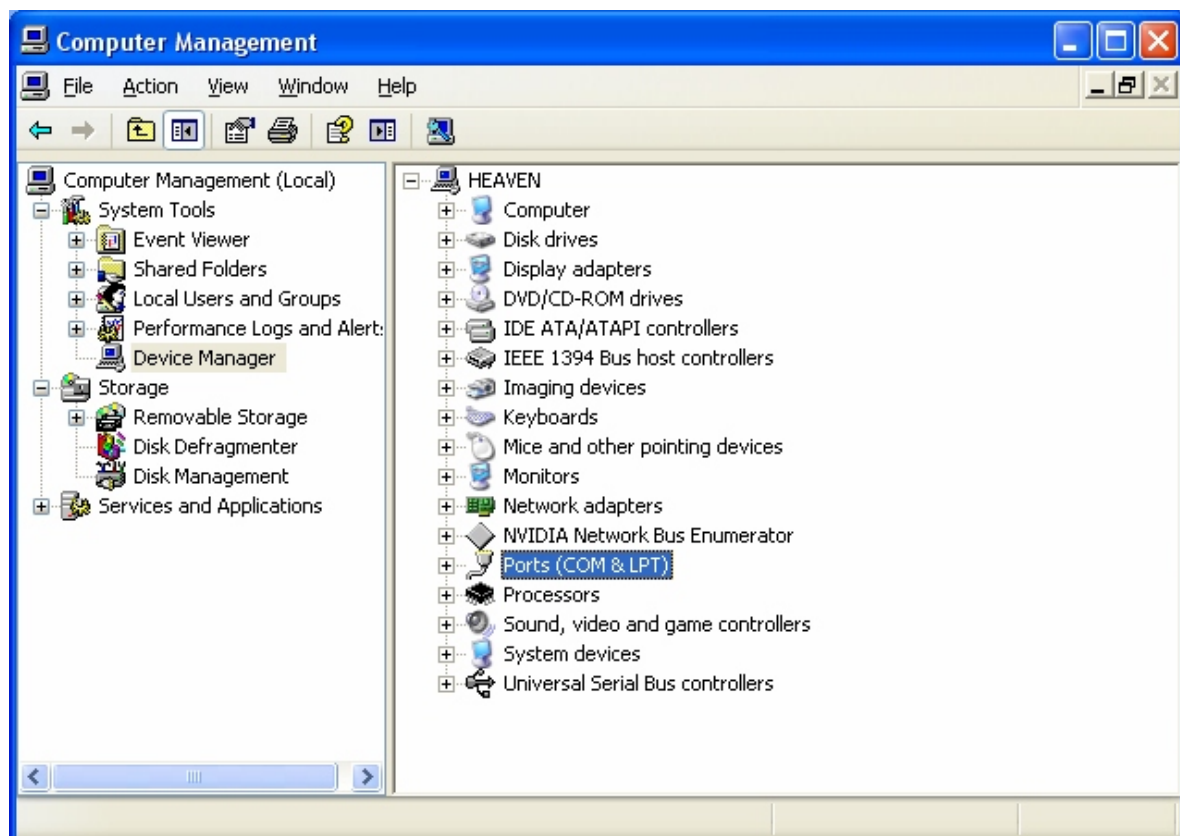 Computer Management
File Action View Window Help
Computer Management (Local)
System Tools
Event Viewer
Shared Folders
Local Users and Groups
Performance Logs and Alert:
Device Manager
Storage
Removable Storage
Disk Defragmenter
Disk Management
Services and Applications
HEAVEN
Computer
Disk drives
Display adapters
DVD/CD-ROM drives
IDE ATA/ATAPI controllers
IEEE 1394 Bus host controllers
Imaging devices
Keyboards
Mice and other pointing devices
Monitors
Network adapters
NVIDIA Network Bus Enumerator
Ports (COM & LPT)
Processors
Sound, video and game controllers
System devices
Universal Serial Bus controllers